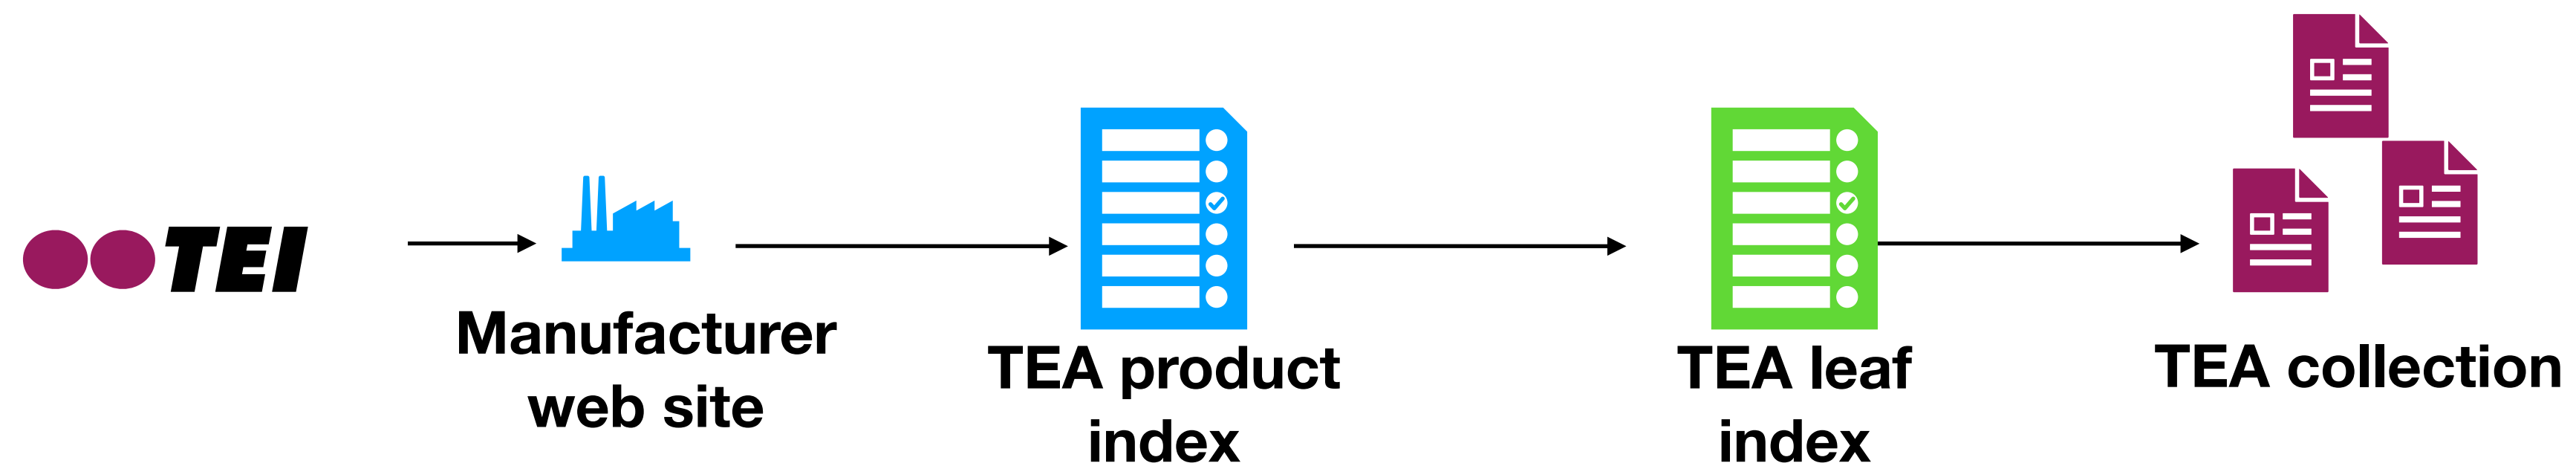 TEI
Manufacturer
web site
TEA product
index
TEA leaf
index
TEA collection